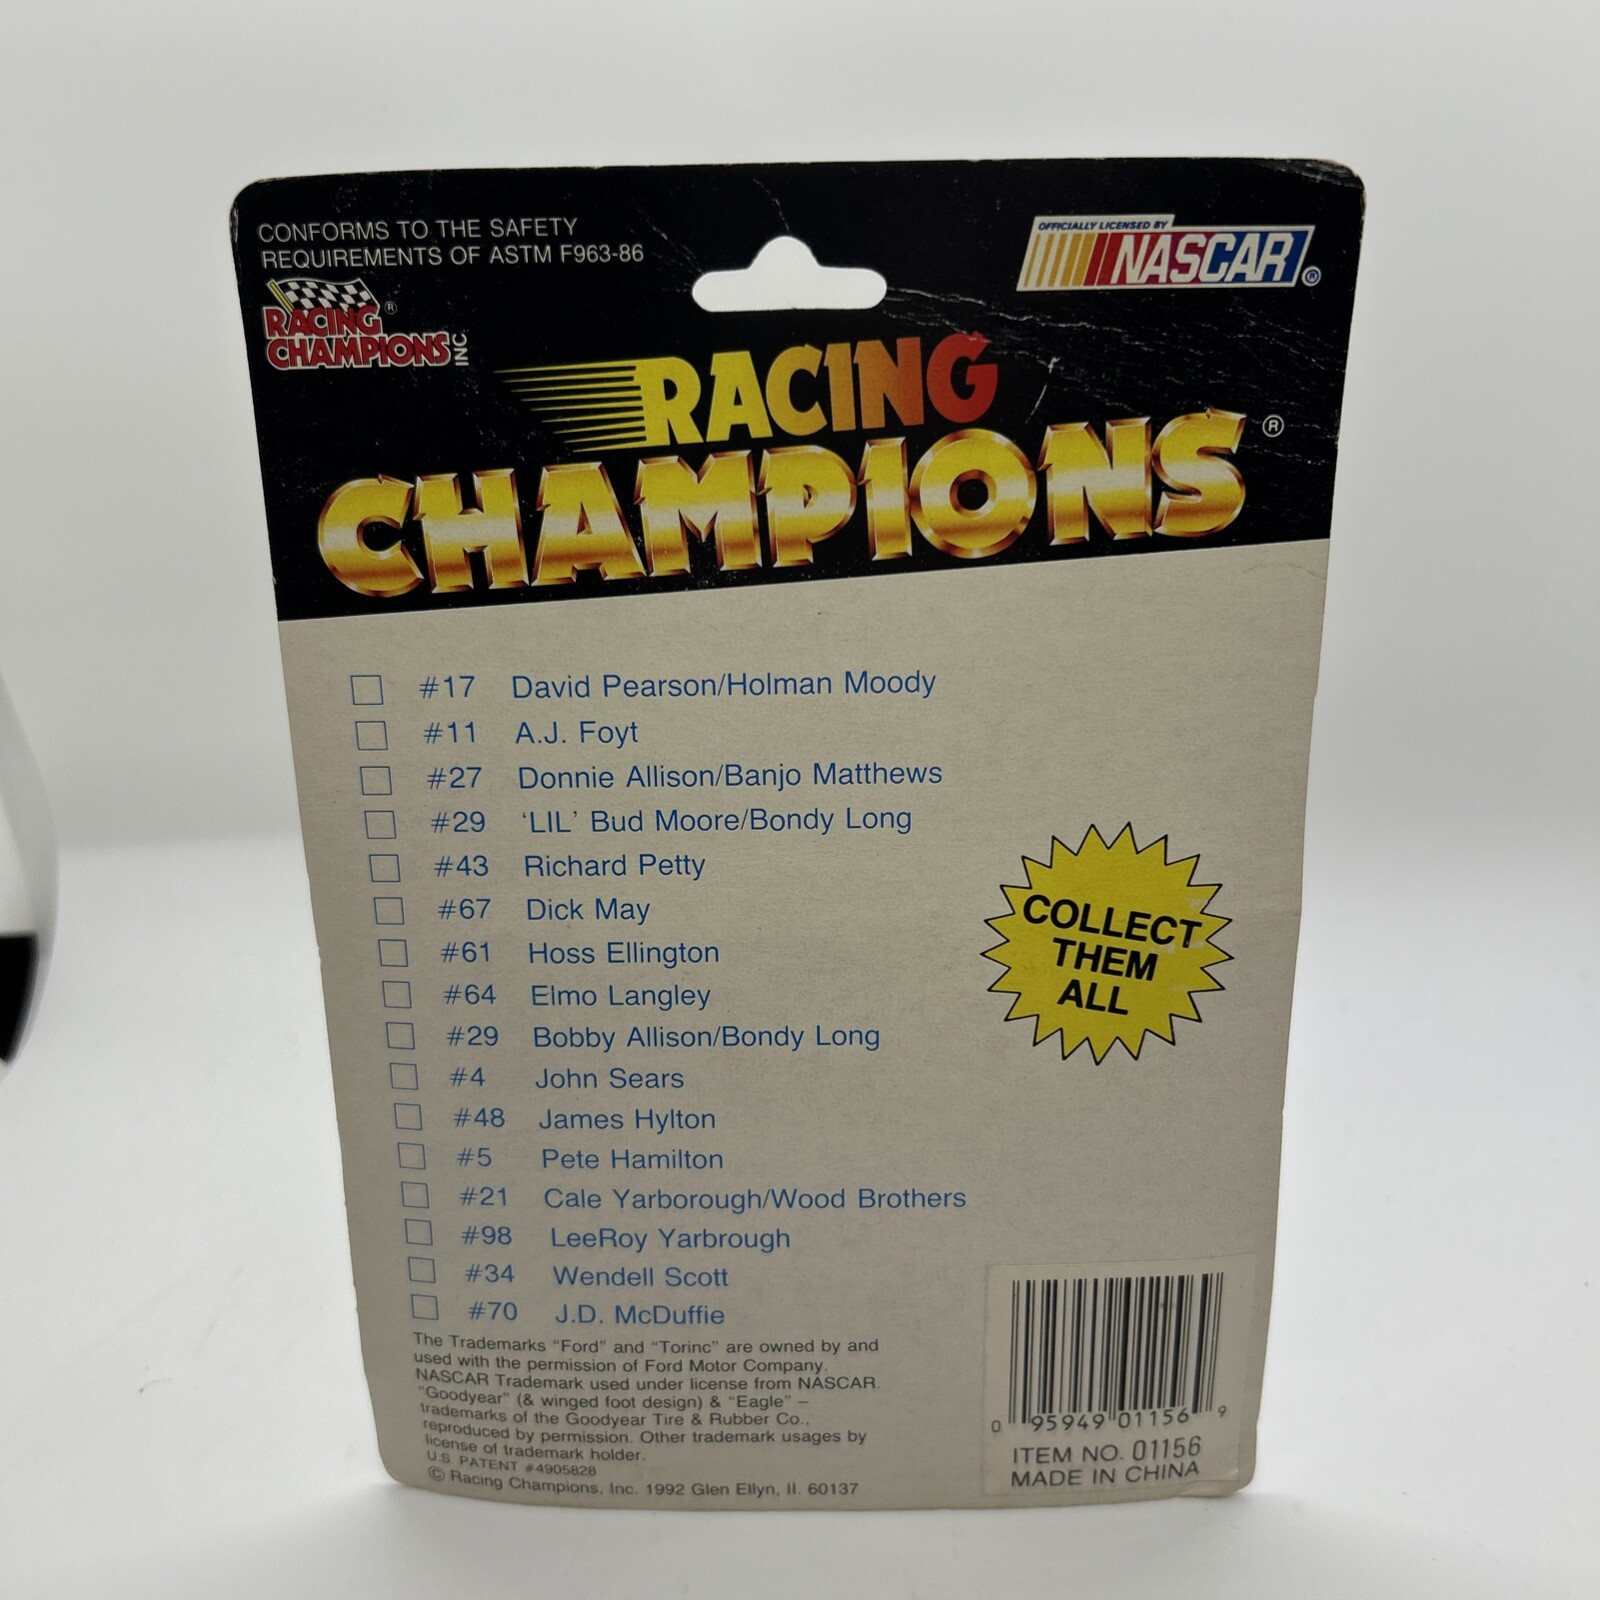 CONFORMS TO THE SAFETY
REQUIREMENTS OF ASTM F963-86
RACING ®
CHAMPIONS INC
OFFICIALLY LICENSED BY
NASCAR ®
RACING
CHAMPIONS ®
#17 David Pearson/Holman Moody
#11 A.J. Foyt
#27 Donnie Allison/Banjo Matthews
#29 ‘LIL’ Bud Moore/Bondy Long
#43 Richard Petty
#67 Dick May
#61 Hoss Ellington
#64 Elmo Langley
#29 Bobby Allison/Bondy Long
#4 John Sears
#48 James Hylton
#5 Pete Hamilton
#21 Cale Yarborough/Wood Brothers
#98 LeeRoy Yarbrough
#34 Wendell Scott
#70 J.D. McDuffie
COLLECT
THEM
ALL
The Trademarks "Ford" and "Torinc" are owned by and
used with the permission of Ford Motor Company.
NASCAR Trademark used under license from NASCAR.
"Goodyear" (& winged foot design) & "Eagle" –
trademarks of the Goodyear Tire & Rubber Co.,
reproduced by permission. Other trademark usages by
license of trademark holder.
U.S. PATENT #4905828
© Racing Champions, Inc. 1992 Glen Ellyn, Il. 60137
0 95949 01156 9
ITEM NO. 01156
MADE IN CHINA